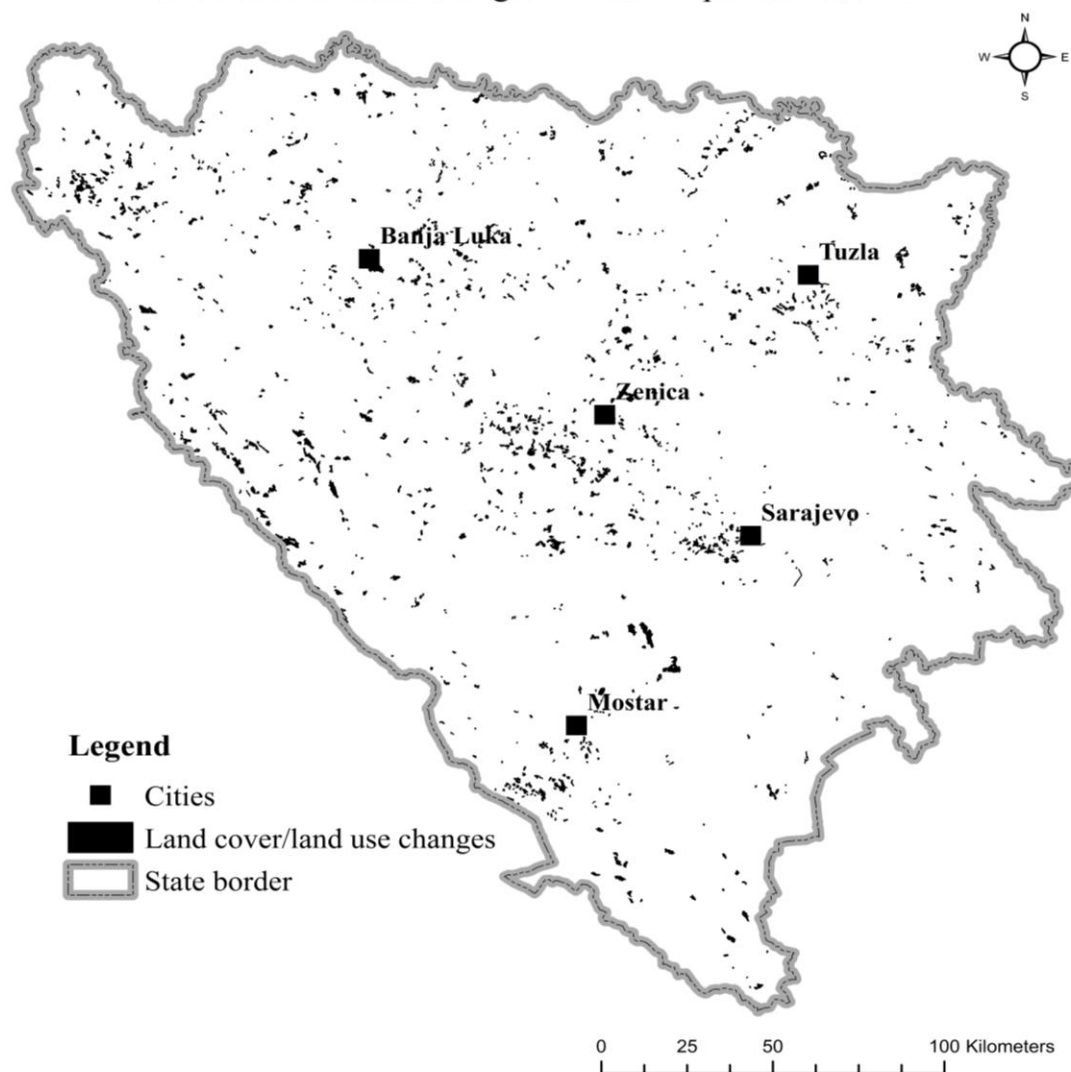 N
W E
S
Banja Luka
Tuzla
Zenica
Sarajevo
Mostar
Legend
Cities
Land cover/land use changes
State border
0 25 50 100 Kilometers